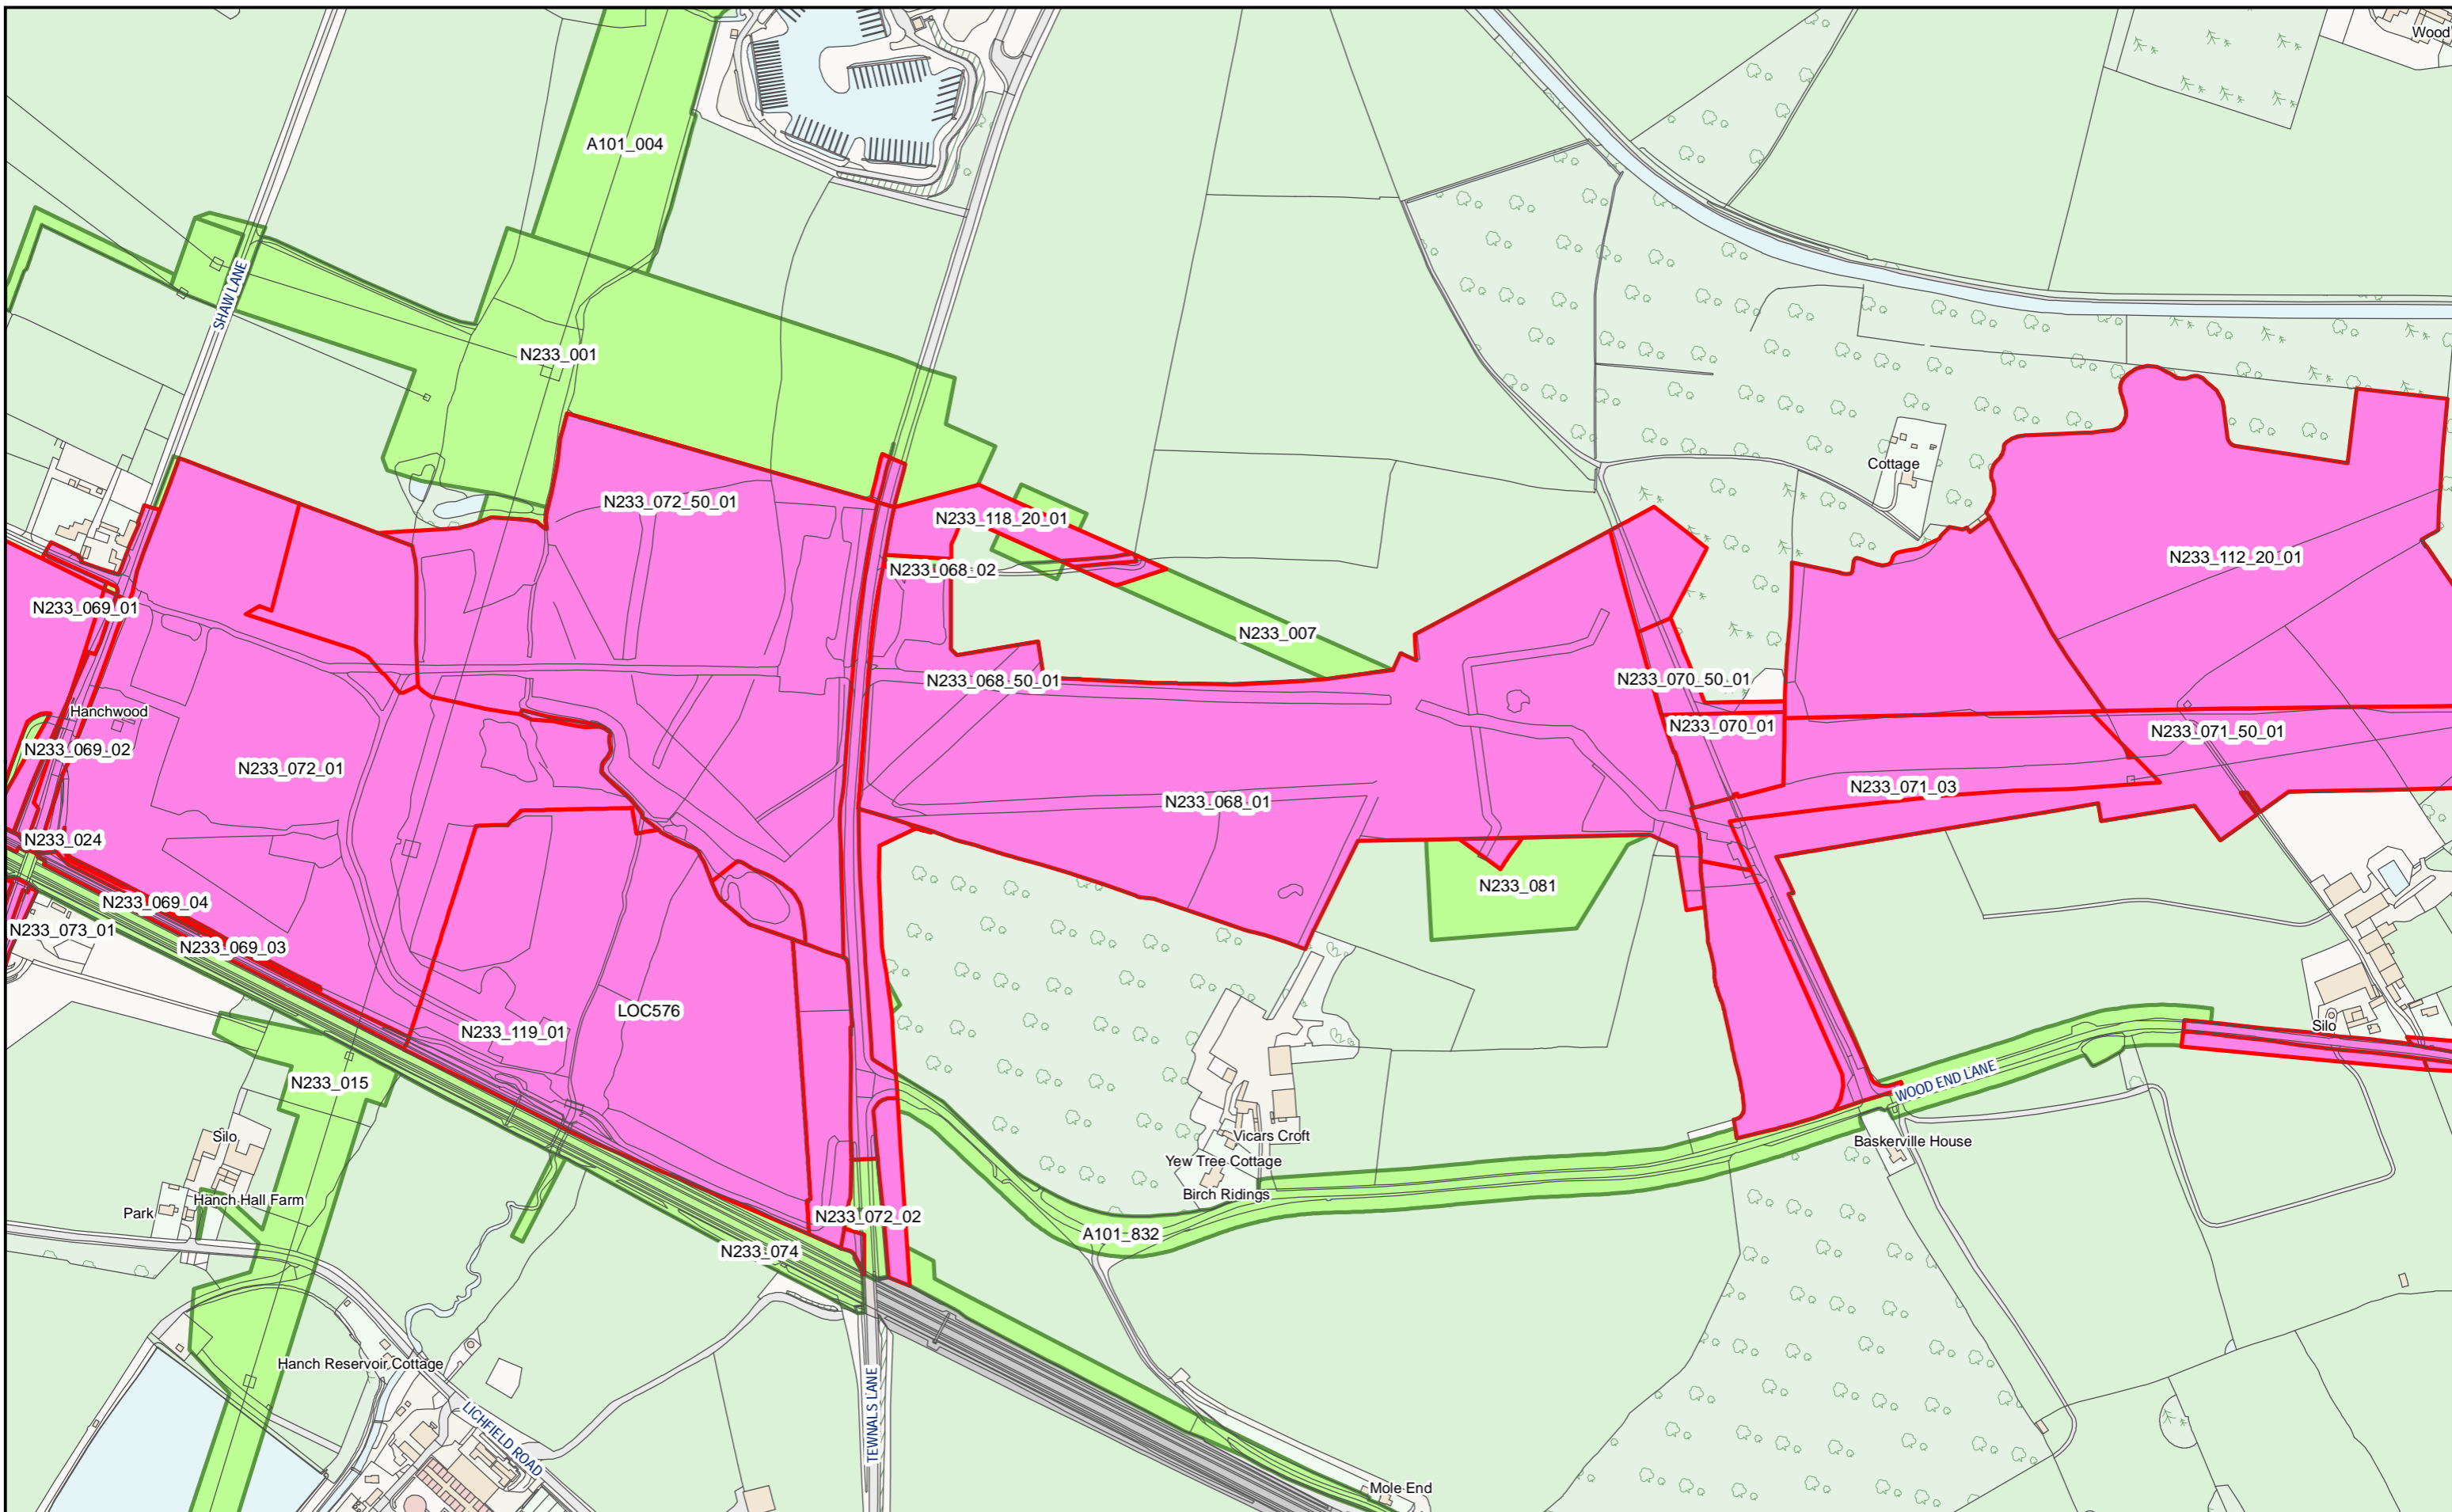 Wood
A101_004
SHAW LANE
N233_001
Cottage
N233_072_50_01
N233_118_20_01
N233_112_20_01
N233_068_02
N233_069_01
N233_007
N233_068_50_01
N233_070_50_01
Hanchwood
N233_070_01
N233_071_50_01
N233_069_02
N233_072_01
N233_071_03
N233_068_01
N233_024
N233_081
N233_069_04
N233_073_01
N233_069_03
LOC576
N233_119_01
Silo
N233_015
WOOD END LANE
Silo
Vicars Croft
Baskerville House
Yew Tree Cottage
Hanch Hall Farm
Birch Ridings
Park
N233_072_02
A101_832
N233_074
Hanch Reservoir Cottage
TEWNALS LANE
LICHFIELD ROAD
Mole End